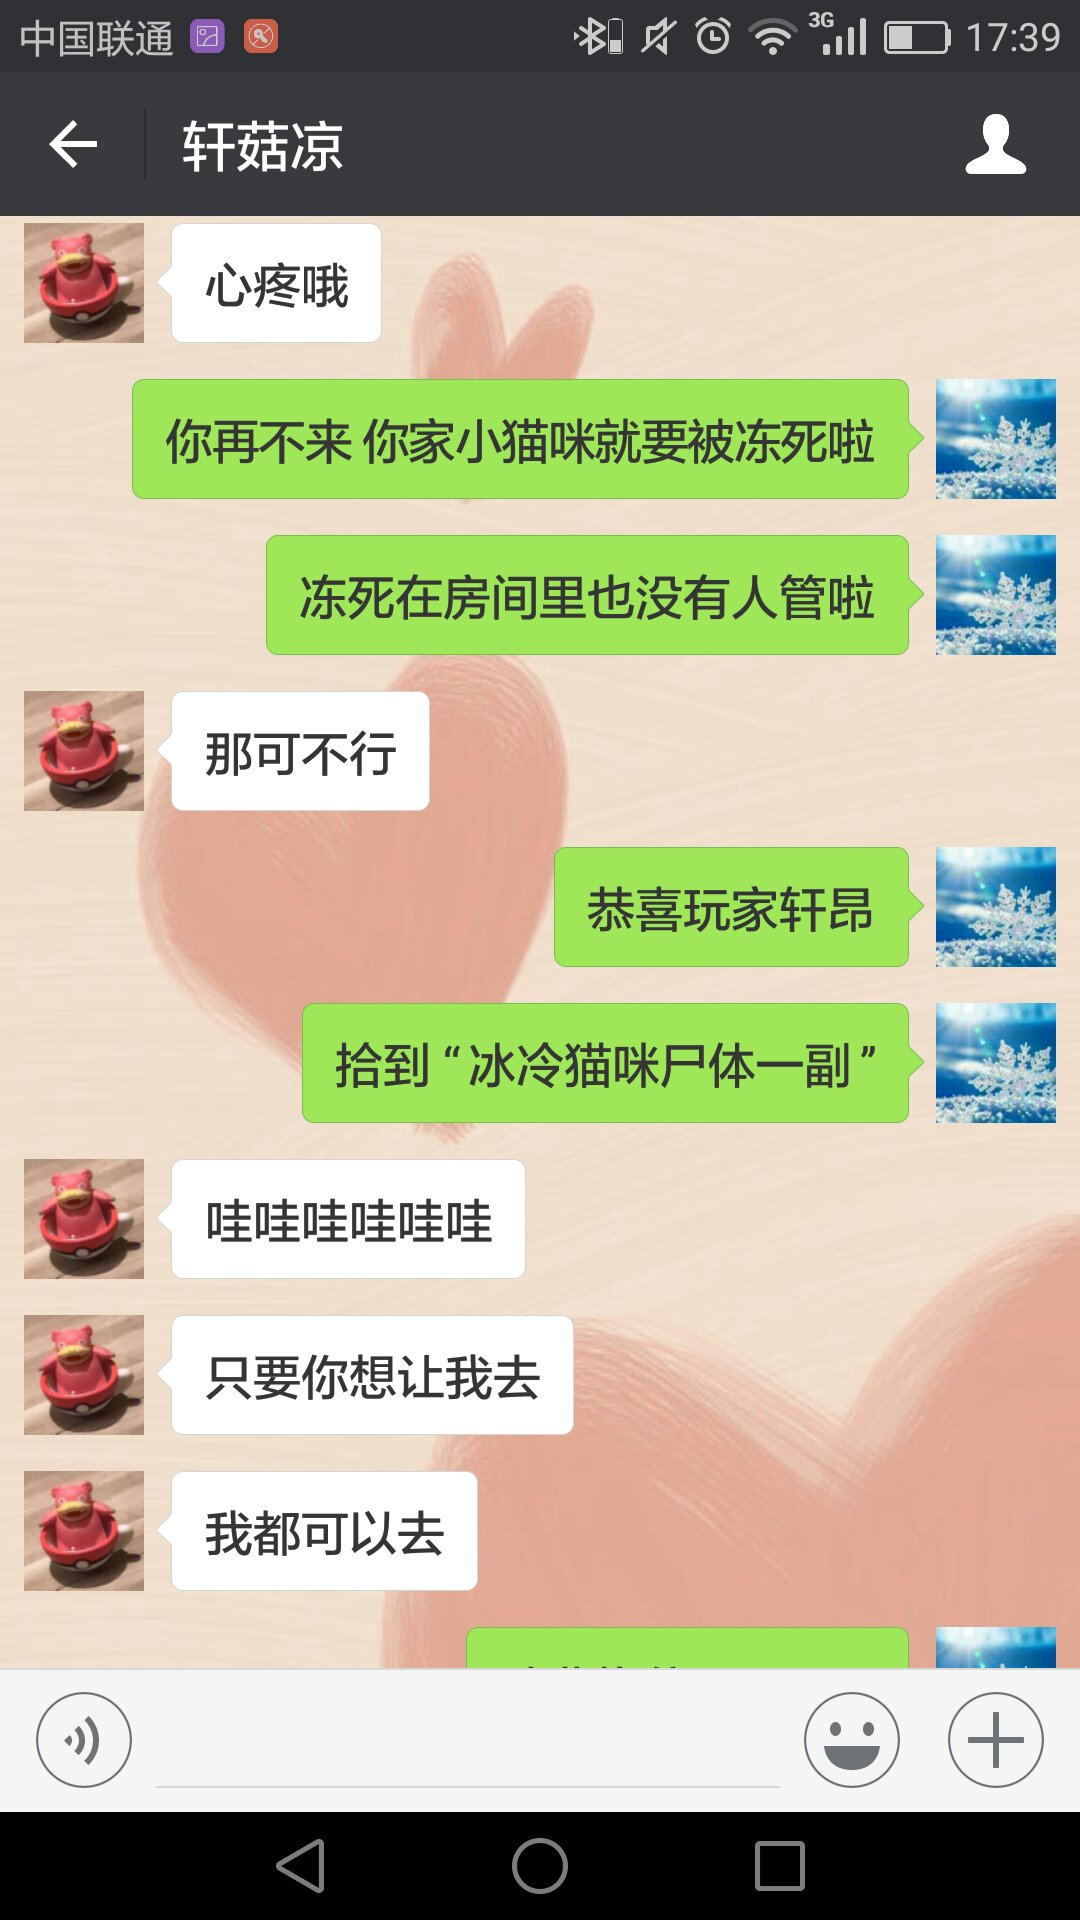 中国联通
3G
17:39
轩菇凉
心疼哦
你再不来 你家小猫咪就要被冻死啦
冻死在房间里也没有人管啦
那可不行
恭喜玩家轩昂
拾到“冰冷猫咪尸体一副”
哇哇哇哇哇哇
只要你想让我去
我都可以去